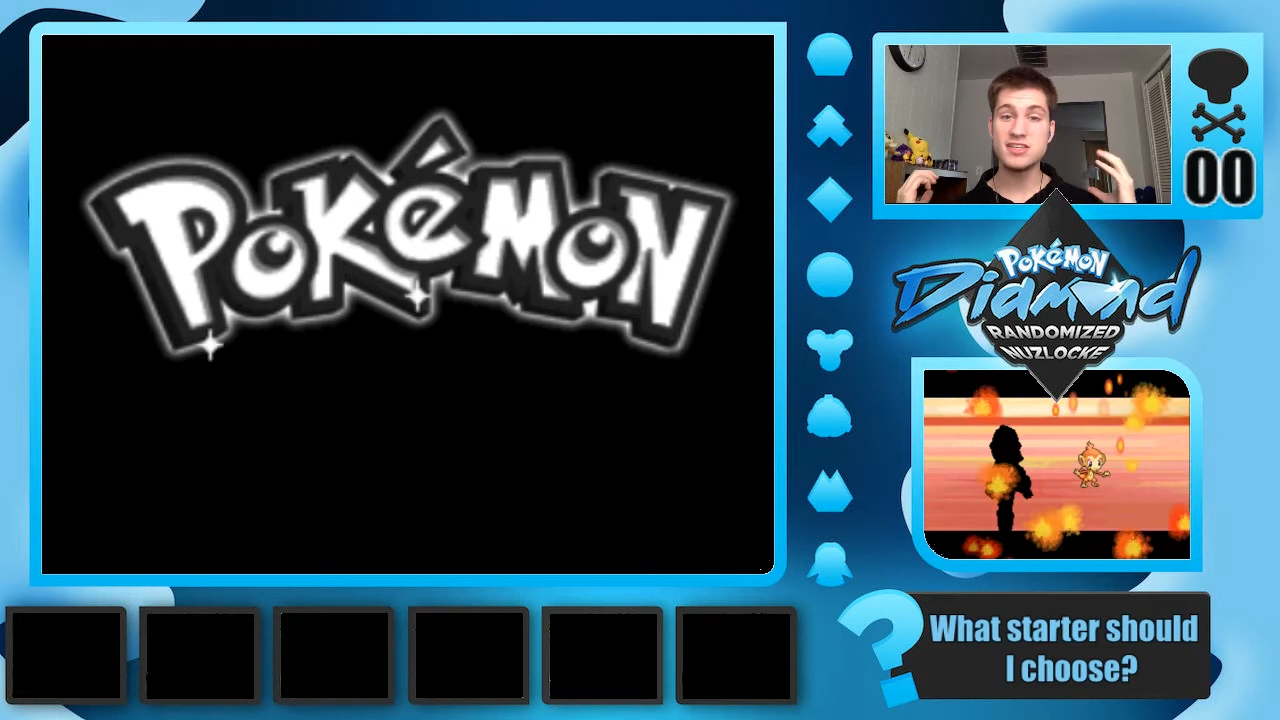 POKéMON
00
POKéMON
Diamond
RANDOMIZED
NUZLOCKE
What starter should
I choose?